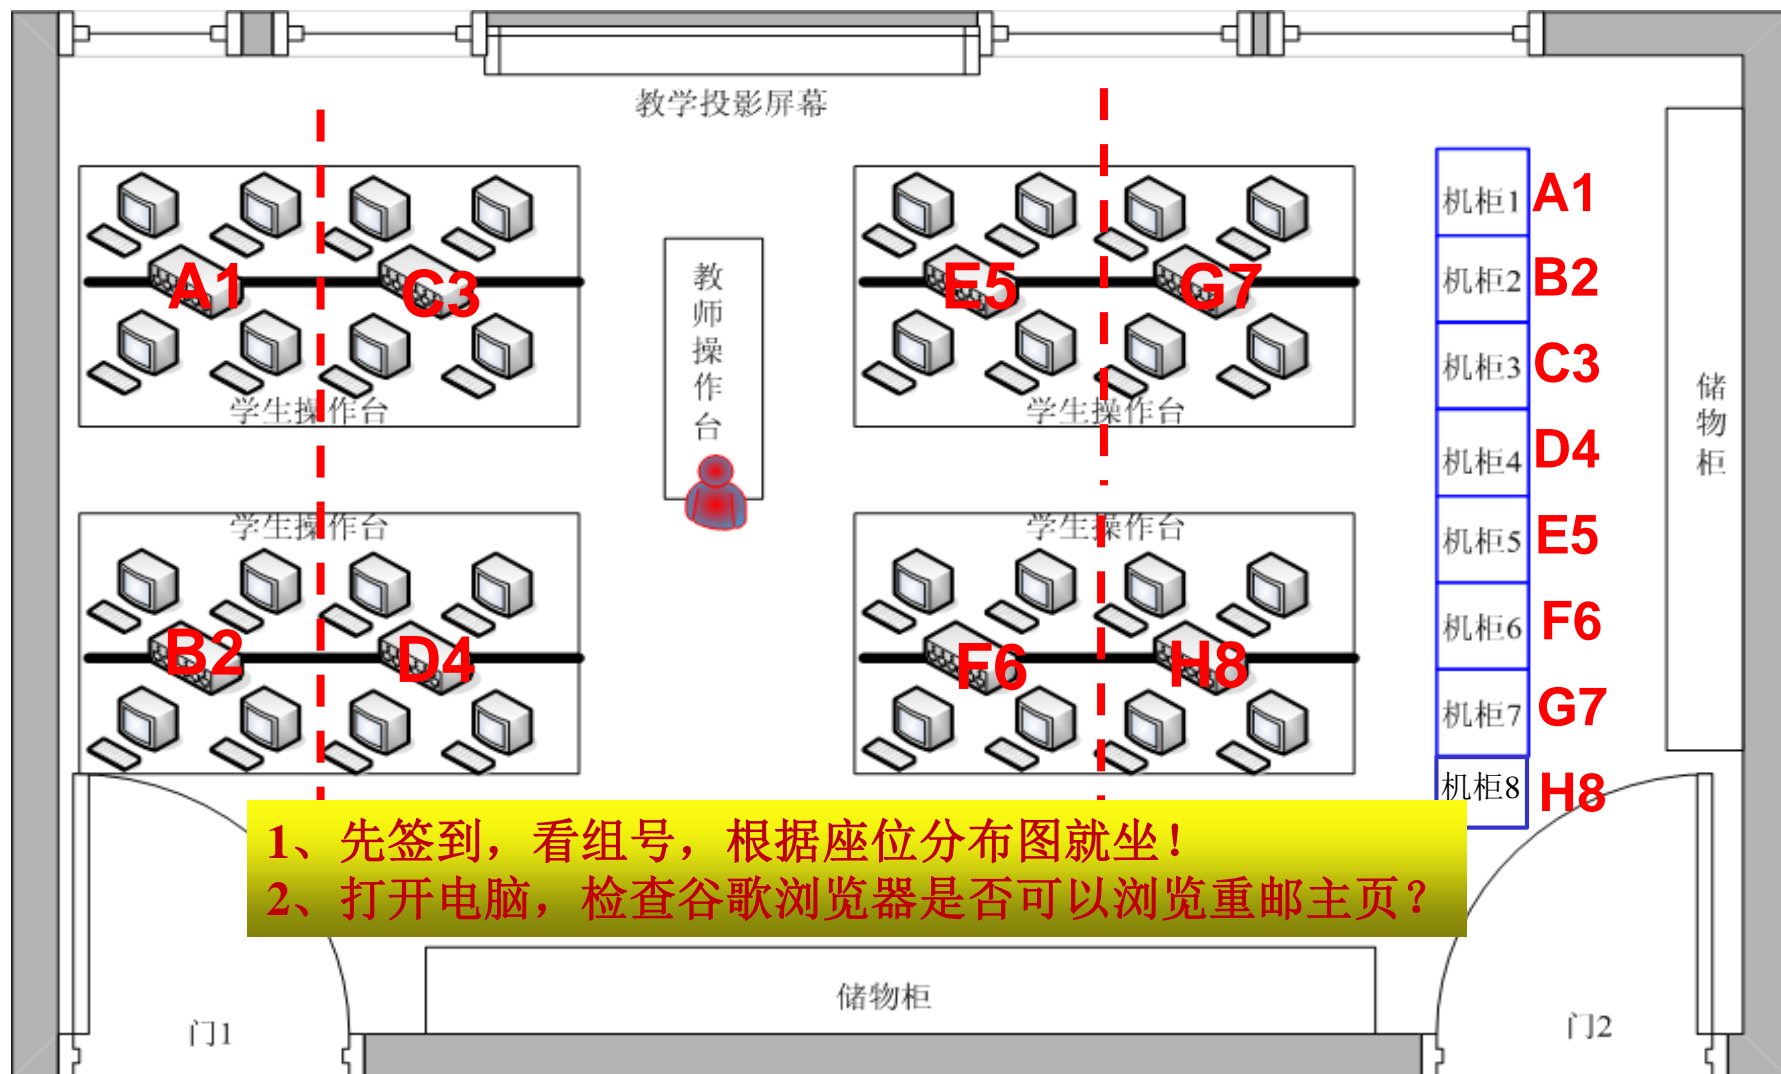 教学投影屏幕
A1
C3
学生操作台
教师操作台
E5
G7
学生操作台
机柜1 A1
机柜2 B2
机柜3 C3
机柜4 D4
机柜5 E5
机柜6 F6
机柜7 G7
机柜8 H8
储物柜
学生操作台
B2
D4
学生操作台
F6
H8
1、先签到，看组号，根据座位分布图就坐！
2、打开电脑，检查谷歌浏览器是否可以浏览重邮主页？
储物柜
门1
门2